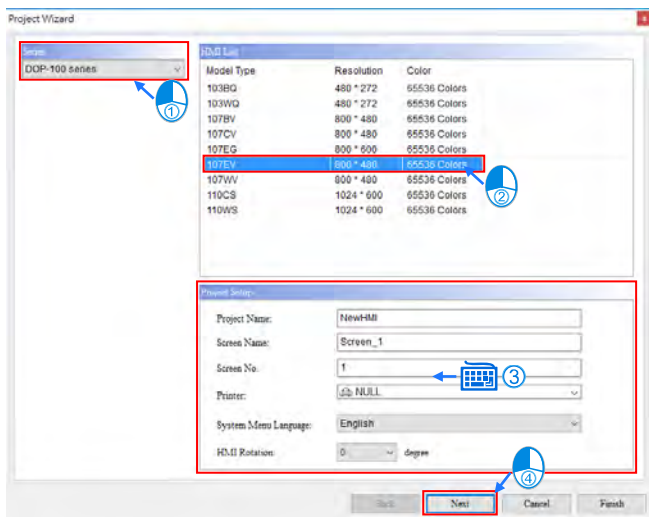 Project Wizard
Series
HMI List
DOP-100 series
Model Type Resolution Color
103BQ 480 * 272 65536 Colors
103WQ 480 * 272 65536 Colors
107BV 800 * 480 65536 Colors
107CV 800 * 480 65536 Colors
107EG 800 * 600 65536 Colors
107EV 800 * 480 65536 Colors
107WV 800 * 480 65536 Colors
110CS 1024 * 600 65536 Colors
110WS 1024 * 600 65536 Colors
①
②
Project Setup
Project Name: NewHMI
Screen Name: Screen_1
Screen No. 1
③
Printer: NULL
System Menu Language: English
HMI Rotation: 0 degree
④
Back Next Cancel Finish